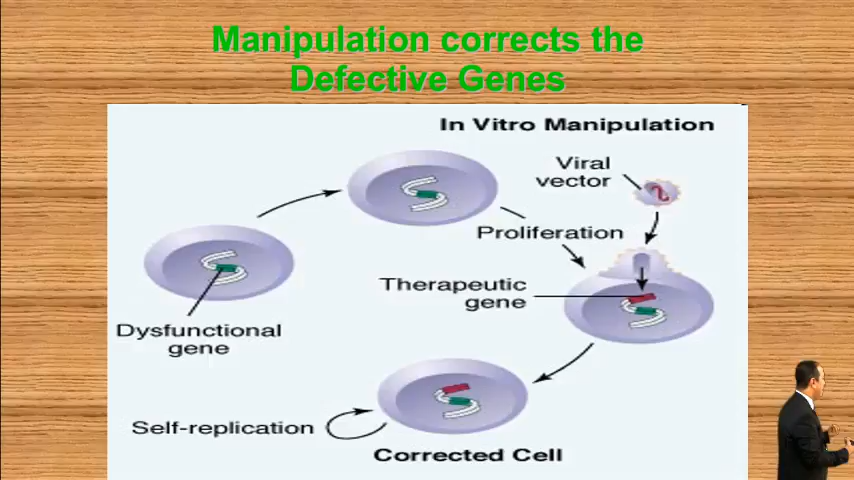 Manipulation corrects the
Defective Genes
In Vitro Manipulation
Viral
vector
Proliferation
Therapeutic
gene
Dysfunctional
gene
Self-replication
Corrected Cell